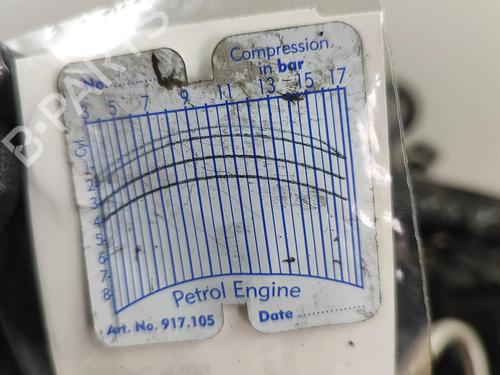 Compression
in bar
No. ............
3 5 7 9 11 13 15 17
Cyl.
1
2
3
4
5
6
7
8
Petrol Engine
Art. No. 917.105
Date ............
B-PARTS